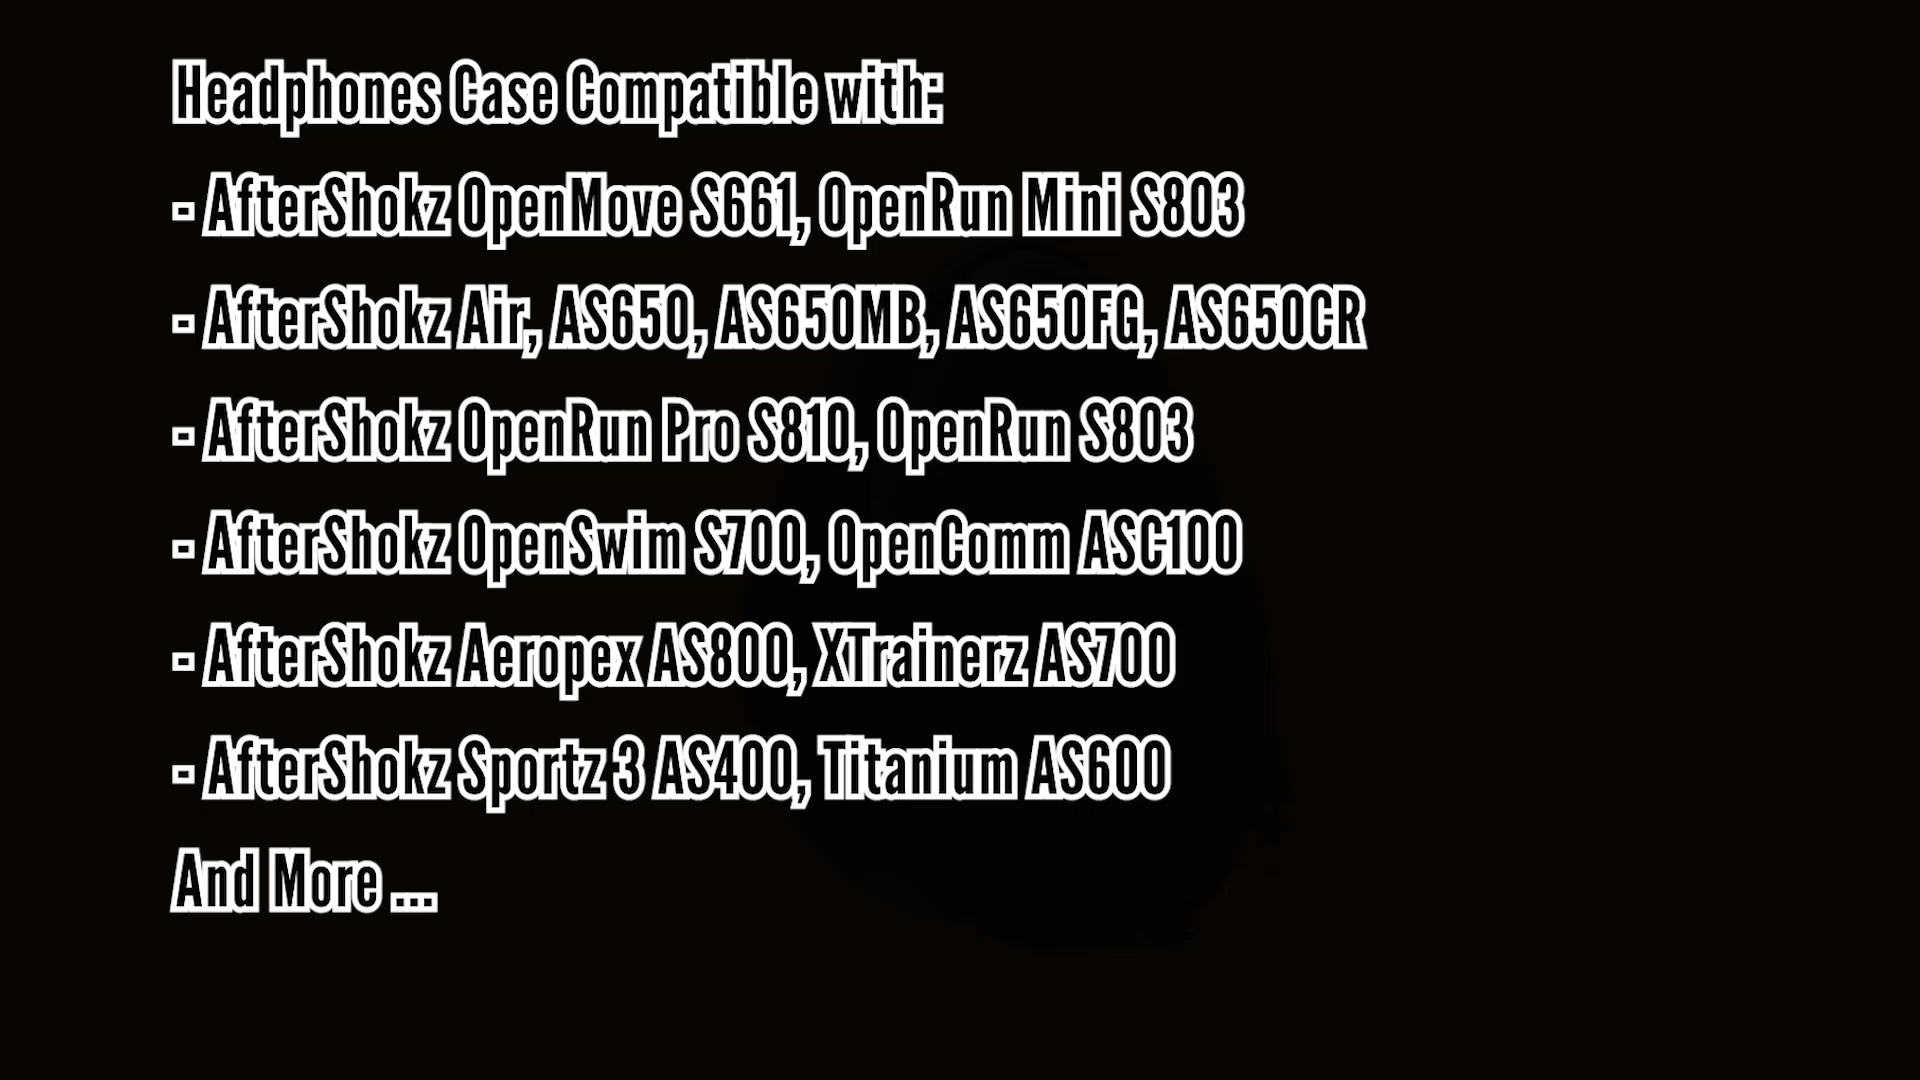 Headphones Case Compatible with:
- AfterShokz OpenMove S661, OpenRun Mini S803
- AfterShokz Air, AS650, AS650MB, AS650FG, AS650CR
- AfterShokz OpenRun Pro S810, OpenRun S803
- AfterShokz OpenSwim S700, OpenComm ASC100
- AfterShokz Aeropex AS800, XTrainerz AS700
- AfterShokz Sportz 3 AS400, Titanium AS600
And More ...